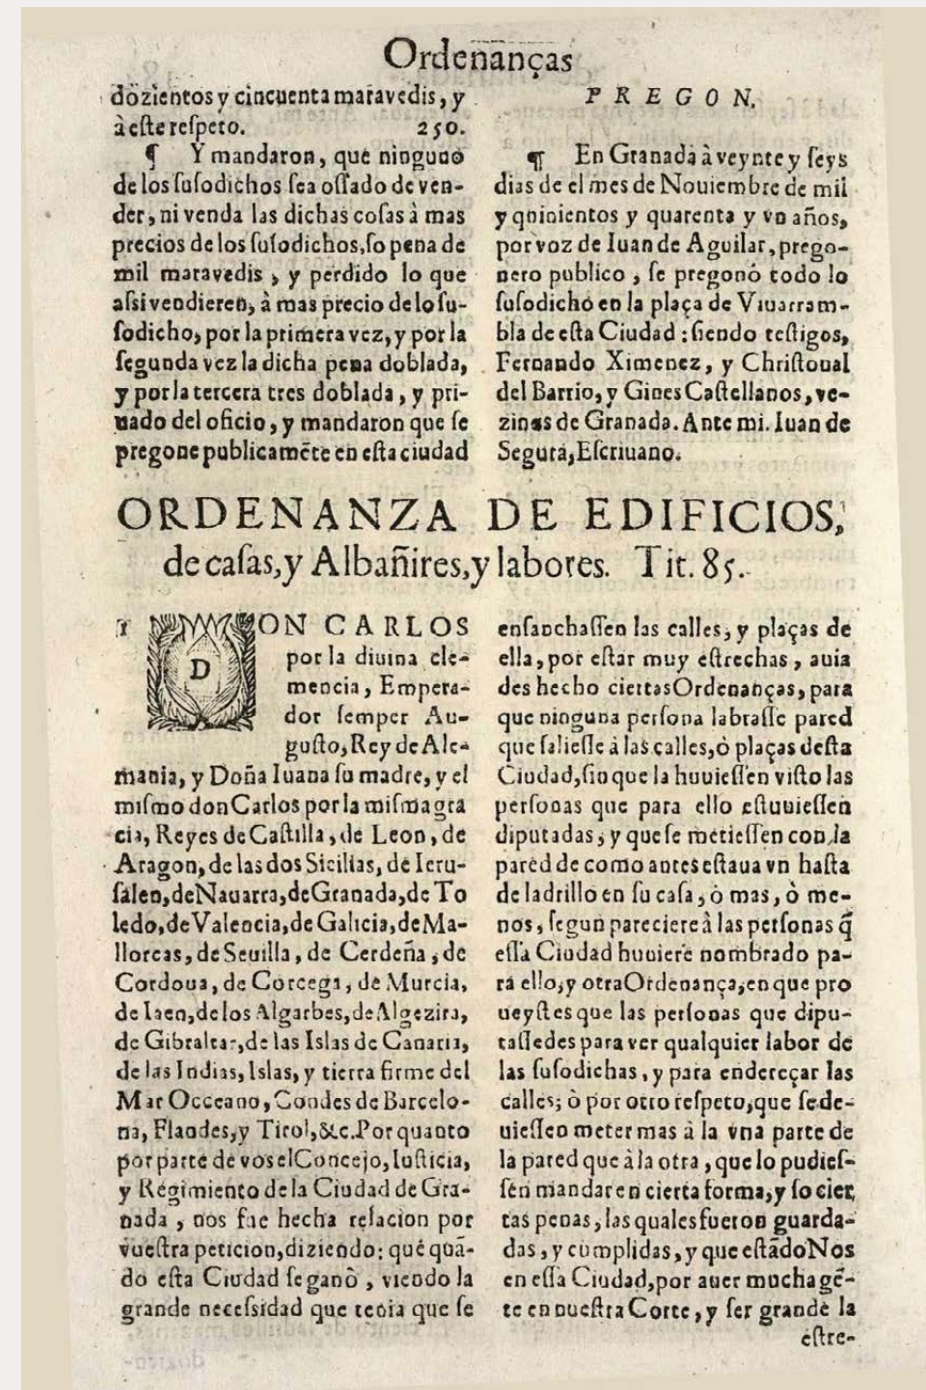 Ordenanças
dozientos y cincuenta marauedis, y
à este respeto. 250.
¶ Y mandaron, que ninguno
de los susodichos sea ossado de ven-
der, ni venda las dichas cosas à mas
precios de los susodichos, so pena de
mil maravedis, y perdido lo que
assi vendieren, à mas precio de lo su-
sodicho, por la primera vez, y por la
segunda vez la dicha pena doblada,
y por la tercera tres doblada, y pri-
uado del oficio, y mandaron que se
pregone publicamẽte en esta ciudad
PREGON.
¶ En Granada à veynte y seys
dias de el mes de Nouiembre de mil
y qninientos y quarenta y vn años,
por voz de Iuan de Aguilar, prego-
nero publico, se pregonó todo lo
susodicho en la plaça de Viuarram-
bla de esta Ciudad: siendo testigos,
Fernando Ximenez, y Christoual
del Barrio, y Gines Castellanos, ve-
zinos de Granada. Ante mi. Iuan de
Segura, Escriuano.
ORDENANZA DE EDIFICIOS,
de casas, y Albañires, y labores. Tit. 85.
1 DON CARLOS
por la diuina cle-
mencia, Empera-
dor semper Au-
gusto, Rey de Ale-
mania, y Doña Iuana su madre, y el
mismo don Carlos por la misma gra
cia, Reyes de Castilla, de Leon, de
Aragon, de las dos Sicilias, de Ieru-
salen, de Nauarra, de Granada, de To
ledo, de Valencia, de Galicia, de Ma-
llorcas, de Seuilla, de Cerdeña, de
Cordoua, de Corcega, de Murcia,
de Iaen, de los Algarbes, de Algezira,
de Gibraltar, de las Islas de Canaria,
de las Indias, Islas, y tierra firme del
Mar Occeano, Condes de Barcelo-
na, Flandes, y Tirol, &c. Por quanto
por parte de vos el Concejo, Iusticia,
y Regimiento de la Ciudad de Gra-
nada, nos fue hecha relacion por
vuestra peticion, diziendo: que quã-
do esta Ciudad se ganò, viendo la
grande necessidad que tenia que se
ensanchassen las calles, y plaças de
ella, por estar muy estrechas, auia
des hecho ciertas Ordenanças, para
que ninguna persona labrasse pared
que saliesse à las calles, ò plaças desta
Ciudad, sin que la huuiessen visto las
personas que para ello estuuiessen
diputadas, y que se metiessen con la
pared de como antes estaua vn hasta
de ladrillo en su casa, ò mas, ò me-
nos, segun pareciere à las personas q̃
essa Ciudad huuiere nombrado pa-
ra ello, y otra Ordenança, en que pro
ueystes que las personas que dipu-
tassedes para ver qualquier labor de
las susodichas, y para endereçar las
calles; ò por otro respeto, que se de-
uiessen meter mas à la vna parte de
la pared que à la otra, que lo pudies-
sen mandar en cierta forma, y so cier
tas penas, las quales fueron guarda-
das, y cumplidas, y que estãdo Nos
en essa Ciudad, por auer mucha gẽ-
te en nuestra Corte, y ser grande la
estre-